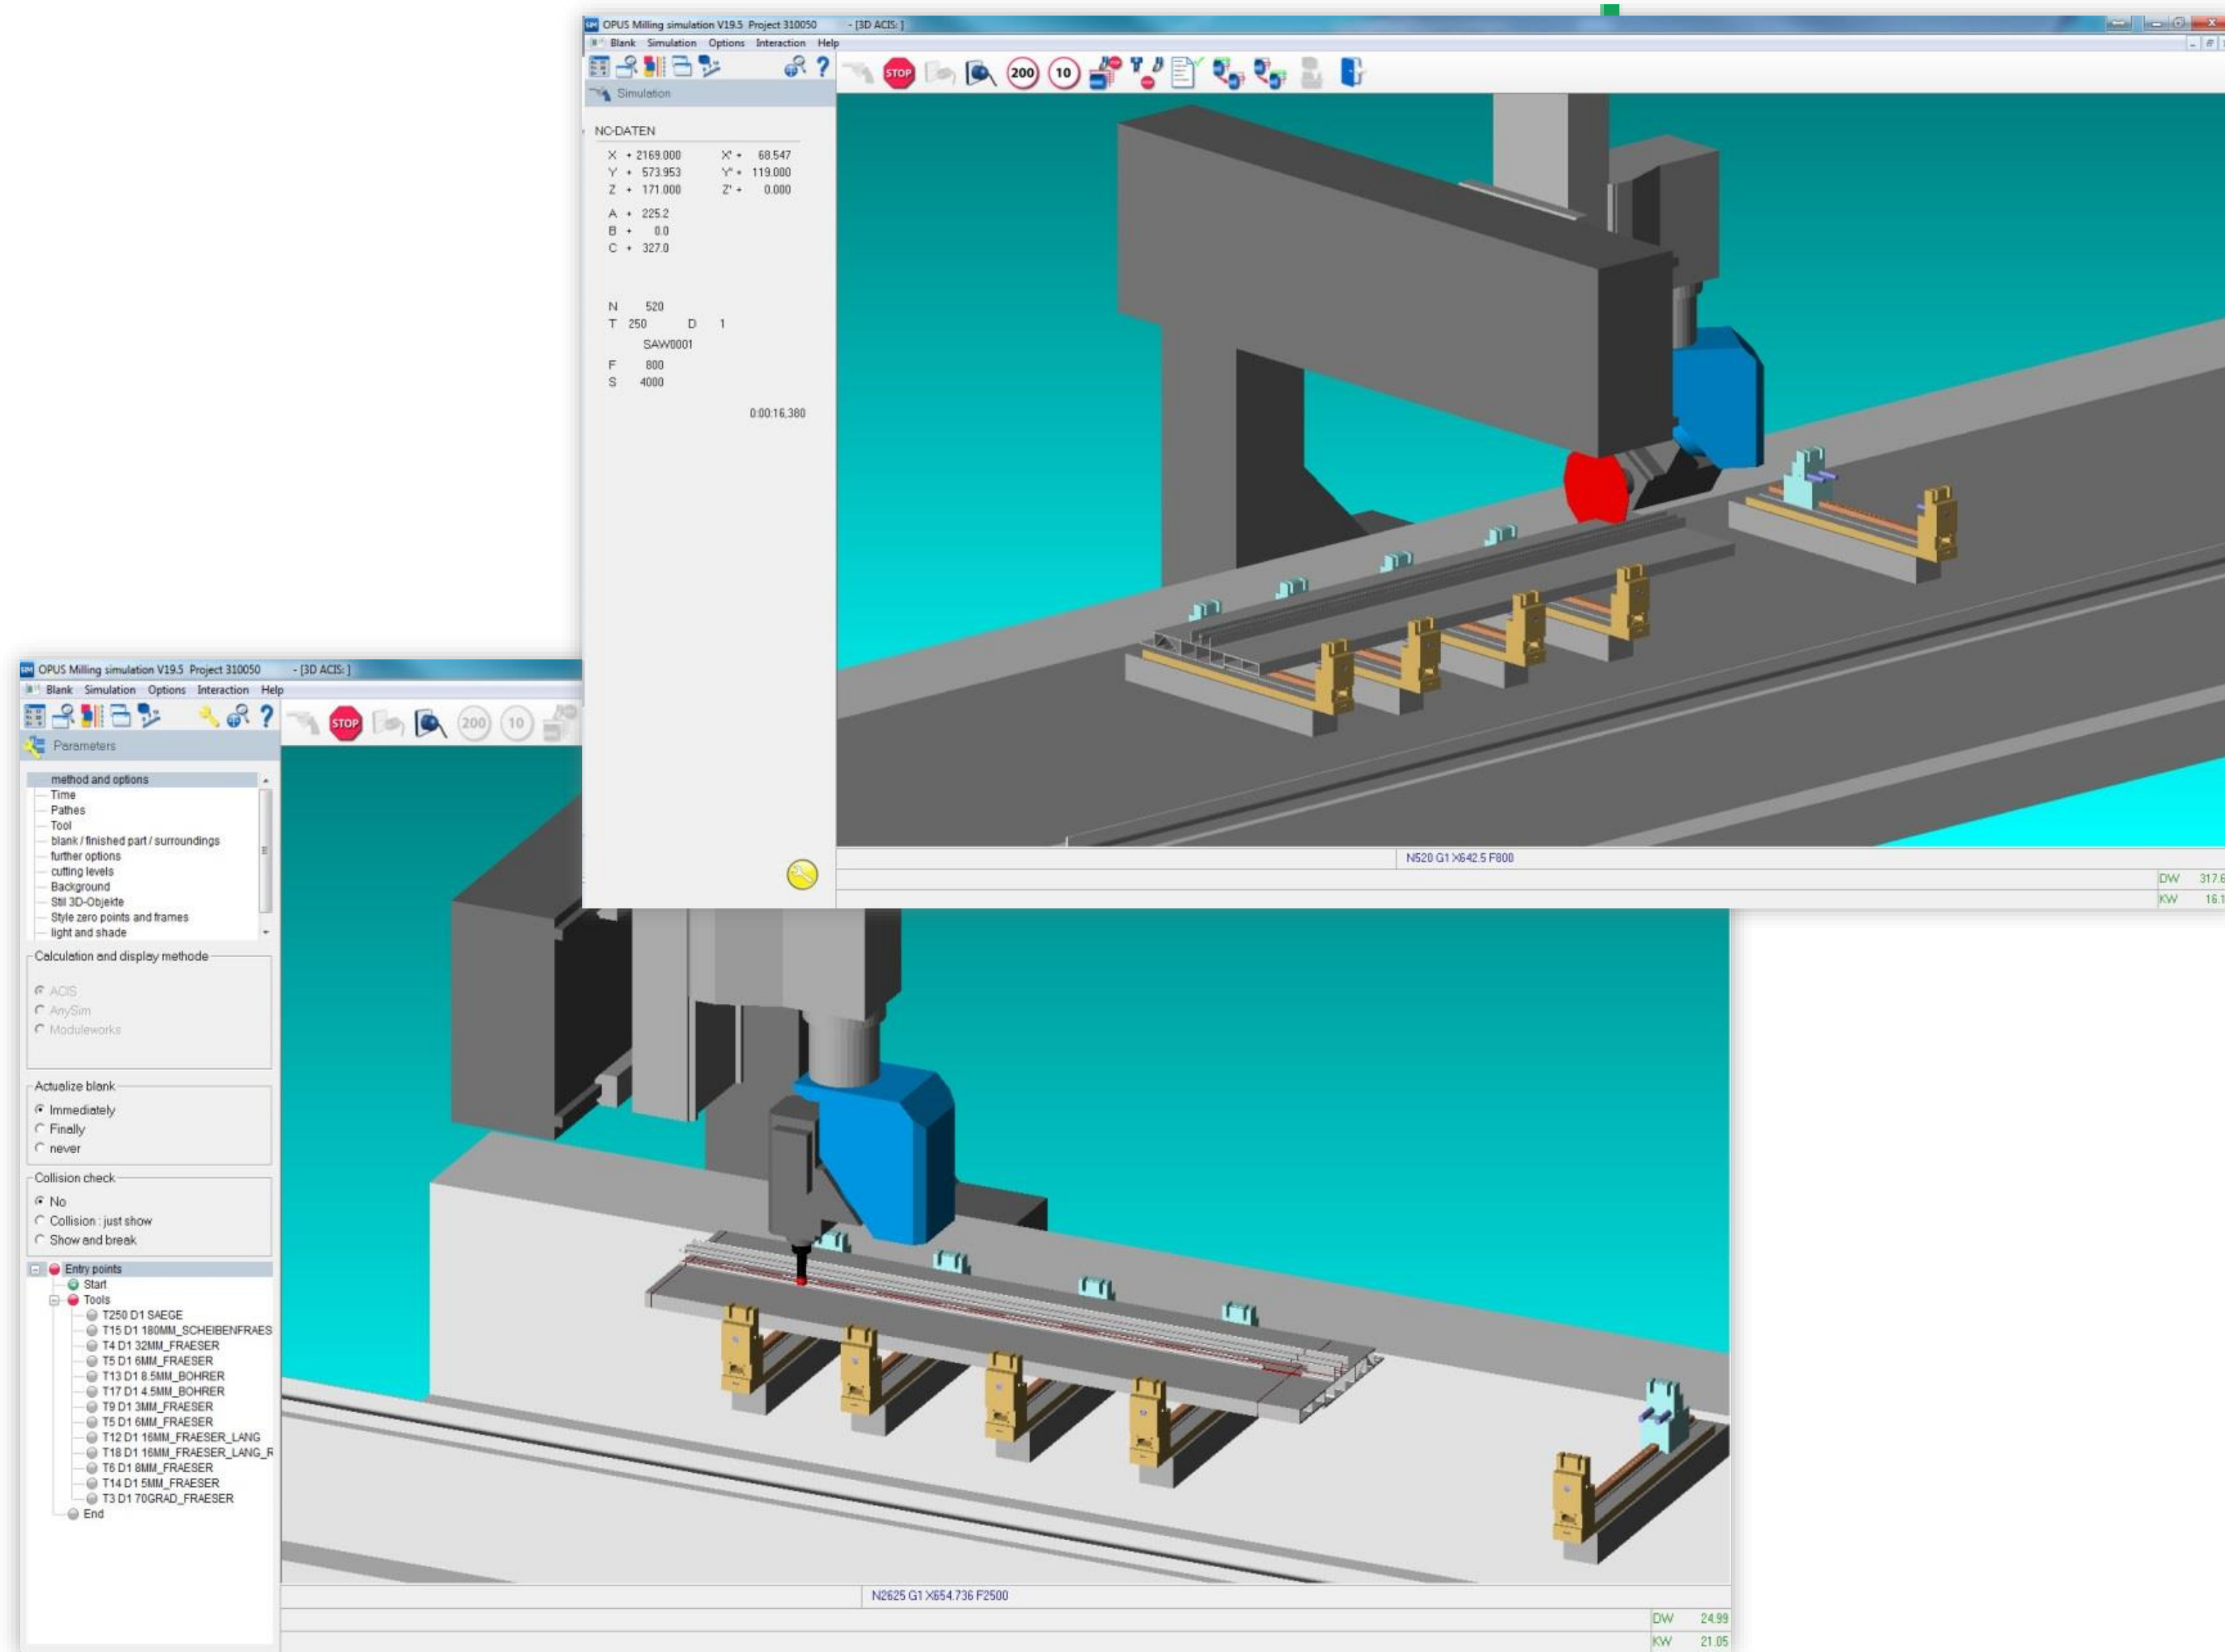 OPUS Milling simulation V19.5 Project 310050 - [3D ACIS: ]
Blank Simulation Options Interaction Help
STOP 200 10
Simulation
NC-DATEN
X + 2169.000 X' + 68.547
Y + 573.953 Y' + 119.000
Z + 171.000 Z' + 0.000
A + 225.2
B + 0.0
C + 327.0
N 520
T 250 D 1
SAW0001
F 800
S 4000
0:00:16,380
N520 G1 X642.5 F800
DW 317.6
KW 16.1
OPUS Milling simulation V19.5 Project 310050 - [3D ACIS: ]
Blank Simulation Options Interaction Help
STOP 200 10
Parameters
method and options
Time
Pathes
Tool
blank / finished part / surroundings
further options
cutting levels
Background
Stil 3D-Objekte
Style zero points and frames
light and shade
Calculation and display methode
ACIS
AnySim
Moduleworks
Actualize blank
Immediately
Finally
never
Collision check
No
Collision : just show
Show and break
Entry points
Start
Tools
T250 D1 SAEGE
T15 D1 180MM_SCHEIBENFRAES
T4 D1 32MM_FRAESER
T5 D1 6MM_FRAESER
T13 D1 8.5MM_BOHRER
T17 D1 4.5MM_BOHRER
T9 D1 3MM_FRAESER
T5 D1 6MM_FRAESER
T12 D1 16MM_FRAESER_LANG
T18 D1 16MM_FRAESER_LANG_R
T6 D1 8MM_FRAESER
T14 D1 5MM_FRAESER
T3 D1 70GRAD_FRAESER
End
N2625 G1 X654.736 F2500
DW 24.99
KW 21.05